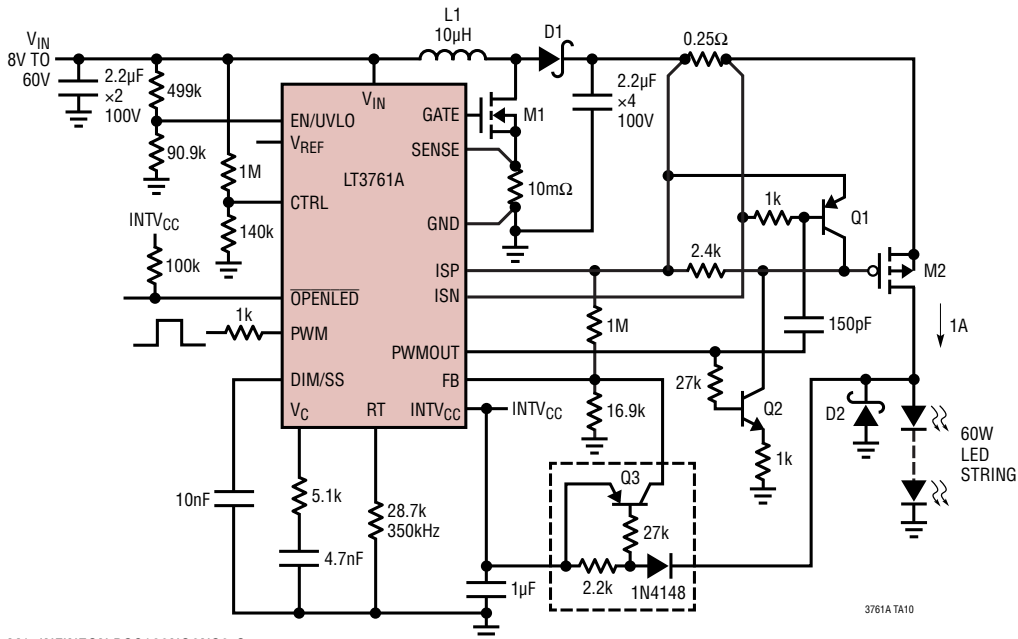 L1
10µH
D1
0.25Ω
VIN
8V TO
60V
2.2µF
×2
100V
499k
90.9k
1M
140k
INTVCC
100k
VIN
EN/UVLO
VREF
LT3761A
CTRL
OPENLED
PWM
DIM/SS
VC
RT
INTVCC
GATE
SENSE
GND
ISP
ISN
PWMOUT
FB
M1
10mΩ
2.2µF
×4
100V
1k
Q1
2.4k
M2
150pF
1A
1k
1M
27k
Q2
1k
16.9k
INTVCC
D2
60W
LED
STRING
10nF
5.1k
4.7nF
28.7k
350kHz
1µF
Q3
27k
2.2k
1N4148
3761A TA10